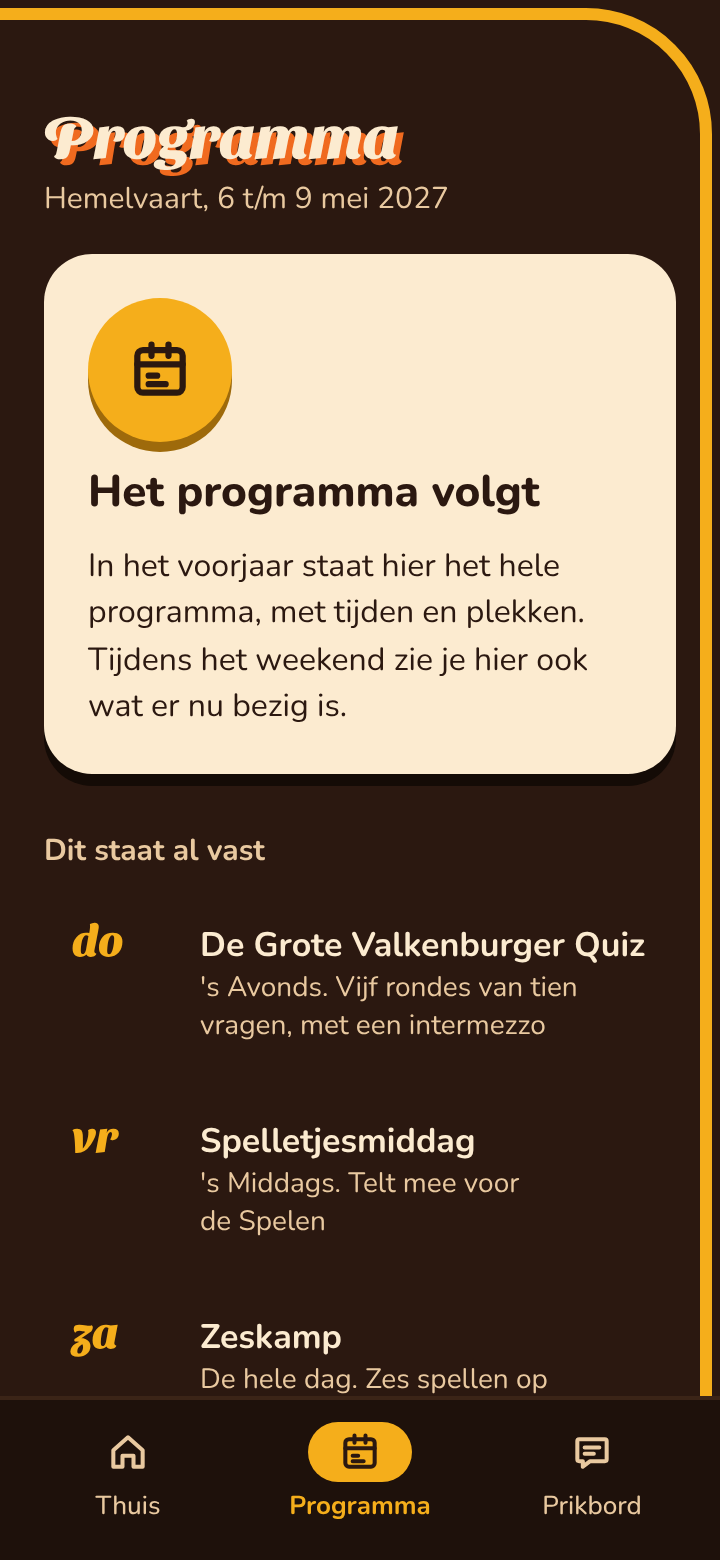 Programma
Hemelvaart, 6 t/m 9 mei 2027
Het programma volgt
In het voorjaar staat hier het hele
programma, met tijden en plekken.
Tijdens het weekend zie je hier ook
wat er nu bezig is.
Dit staat al vast
do
De Grote Valkenburger Quiz
's Avonds. Vijf rondes van tien
vragen, met een intermezzo
vr
Spelletjesmiddag
's Middags. Telt mee voor
de Spelen
za
Zeskamp
De hele dag. Zes spellen op
Thuis
Programma
Prikbord